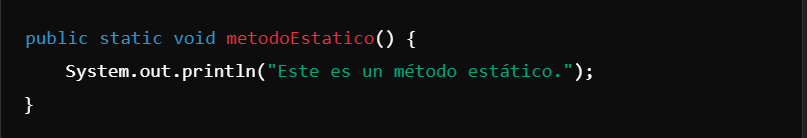 public static void metodoEstatico() {
    System.out.println("Este es un método estático.");
}